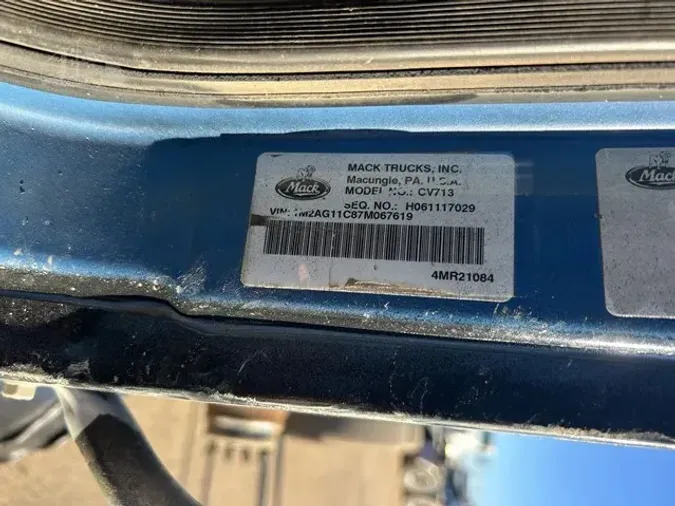 Mack
MACK TRUCKS, INC.
Macungie, PA. U.S.A.
MODEL NO.: CV713
SEQ. NO.: H061117029
VIN: 1M2AG11C87M067619
4MR21084
Mack